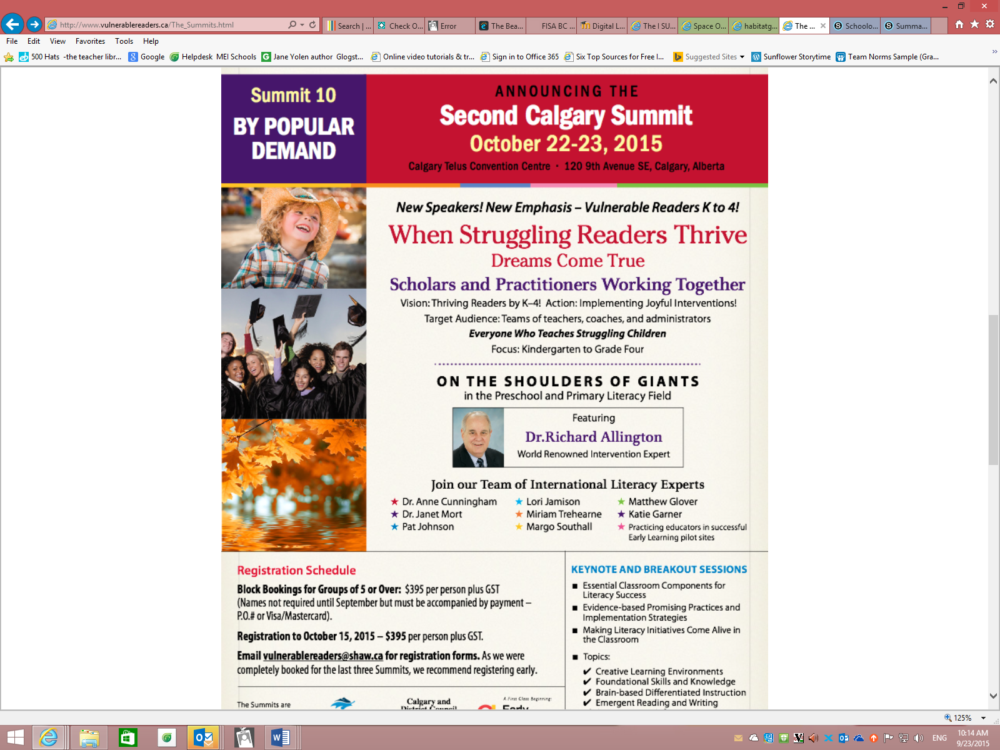 http://www.vulnerablereaders.ca/The_Summits.html
Search | ...
Check O...
Error
The Bea...
FISA BC ...
Digital L...
The I SU...
Space O...
habitatg...
The ...
Schoolo...
Summa...
File Edit View Favorites Tools Help
500 Hats -the teacher libr...
Google
Helpdesk MEI Schools
Jane Yolen author Glogst...
Online video tutorials & tr...
Sign in to Office 365
Six Top Sources for Free I...
Suggested Sites
Sunflower Storytime
Team Norms Sample (Gra...
Summit 10
BY POPULAR
DEMAND
ANNOUNCING THE
Second Calgary Summit
October 22-23, 2015
Calgary Telus Convention Centre · 120 9th Avenue SE, Calgary, Alberta
New Speakers! New Emphasis – Vulnerable Readers K to 4!
When Struggling Readers Thrive
Dreams Come True
Scholars and Practitioners Working Together
Vision: Thriving Readers by K–4! Action: Implementing Joyful Interventions!
Target Audience: Teams of teachers, coaches, and administrators
Everyone Who Teaches Struggling Children
Focus: Kindergarten to Grade Four
ON THE SHOULDERS OF GIANTS
in the Preschool and Primary Literacy Field
Featuring
Dr.Richard Allington
World Renowned Intervention Expert
Join our Team of International Literacy Experts
★ Dr. Anne Cunningham
★ Dr. Janet Mort
★ Pat Johnson
★ Lori Jamison
★ Miriam Trehearne
★ Margo Southall
★ Matthew Glover
★ Katie Garner
★ Practicing educators in successful
Early Learning pilot sites
Registration Schedule
Block Bookings for Groups of 5 or Over: $395 per person plus GST
(Names not required until September but must be accompanied by payment –
P.O.# or Visa/Mastercard).
Registration to October 15, 2015 – $395 per person plus GST.
Email vulnerablereaders@shaw.ca for registration forms. As we were
completely booked for the last three Summits, we recommend registering early.
The Summits are
Calgary and
District Council
A First Class Beginning:
Early
KEYNOTE AND BREAKOUT SESSIONS
■ Essential Classroom Components for
Literacy Success
■ Evidence-based Promising Practices and
Implementation Strategies
■ Making Literacy Initiatives Come Alive in
the Classroom
■ Topics:
✔ Creative Learning Environments
✔ Foundational Skills and Knowledge
✔ Brain-based Differentiated Instruction
✔ Emergent Reading and Writing
125%
ENG
10:14 AM
9/23/2015